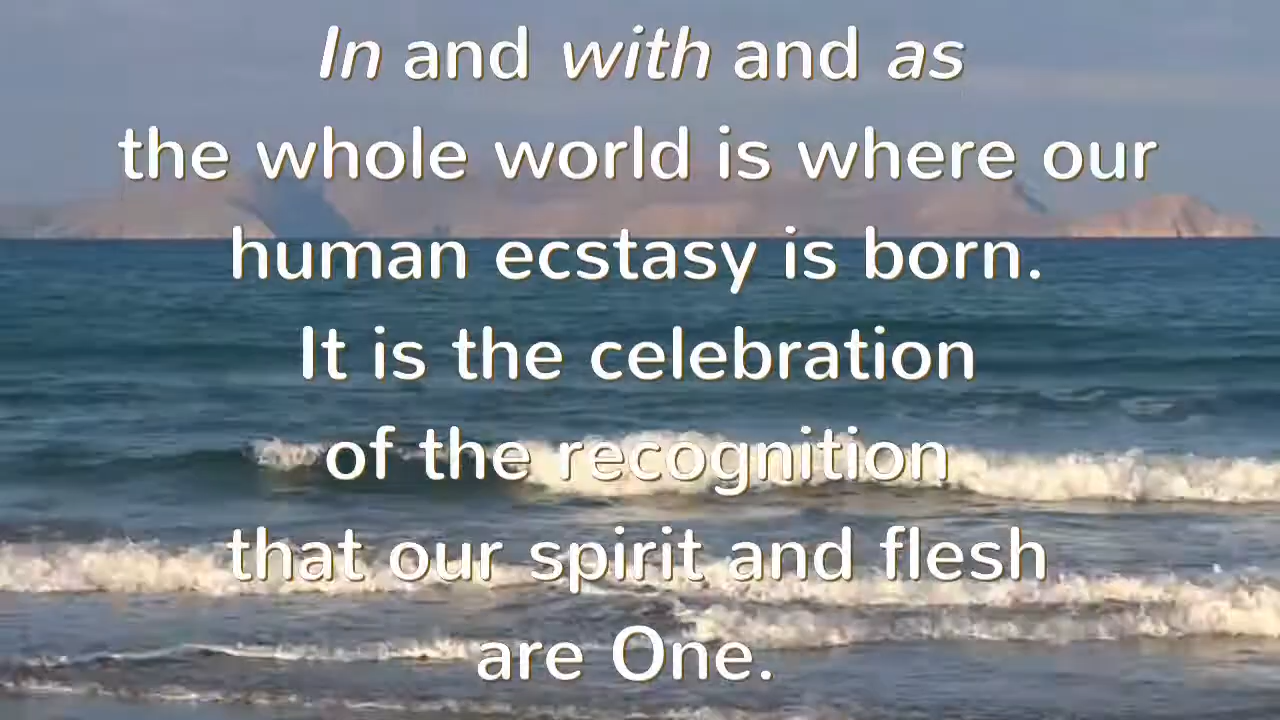 In and with and as
the whole world is where our
human ecstasy is born.
It is the celebration
of the recognition
that our spirit and flesh
are One.